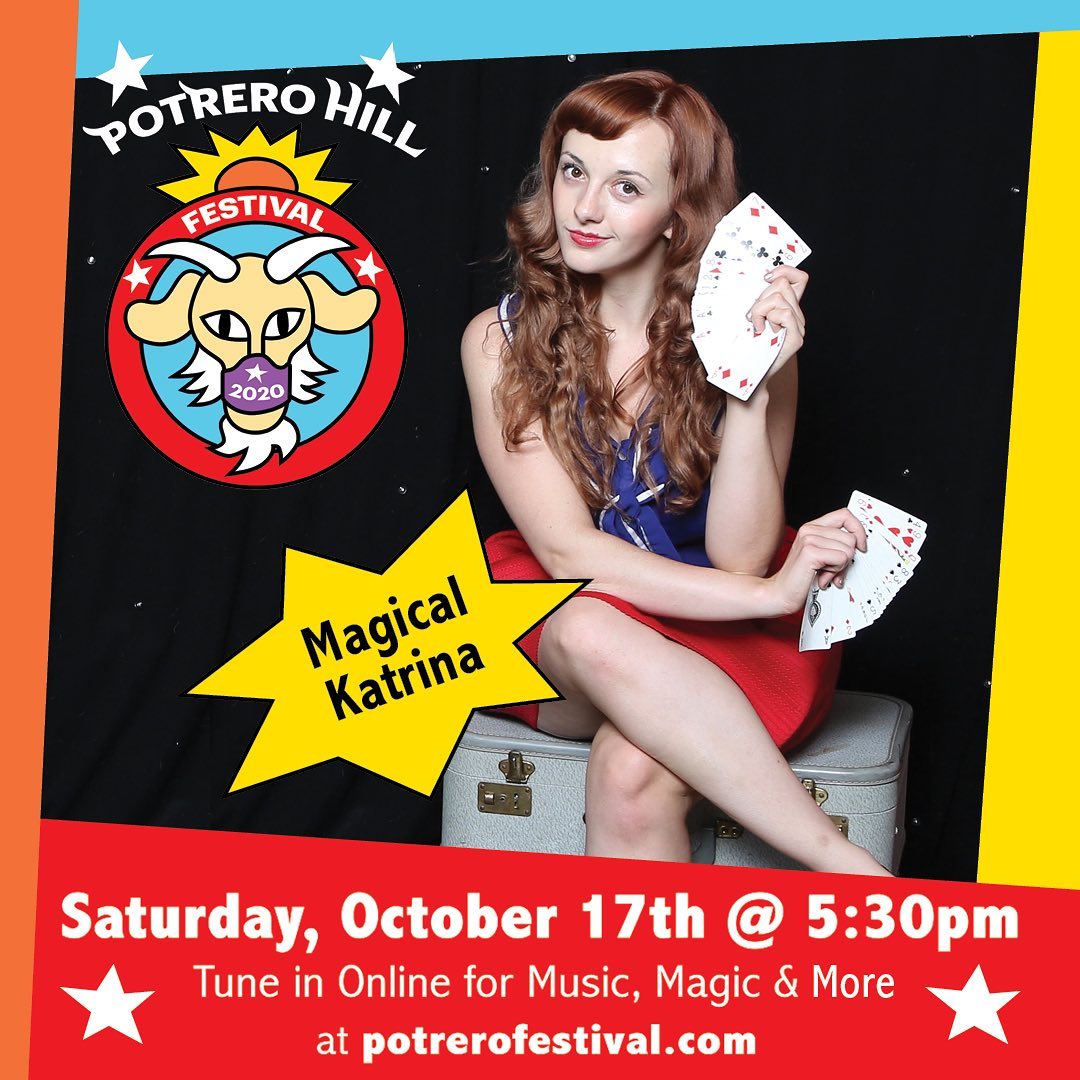 POTRERO HILL
FESTIVAL
2020
Magical
Katrina
Saturday, October 17th @ 5:30pm
Tune in Online for Music, Magic & More
at potrerofestival.com